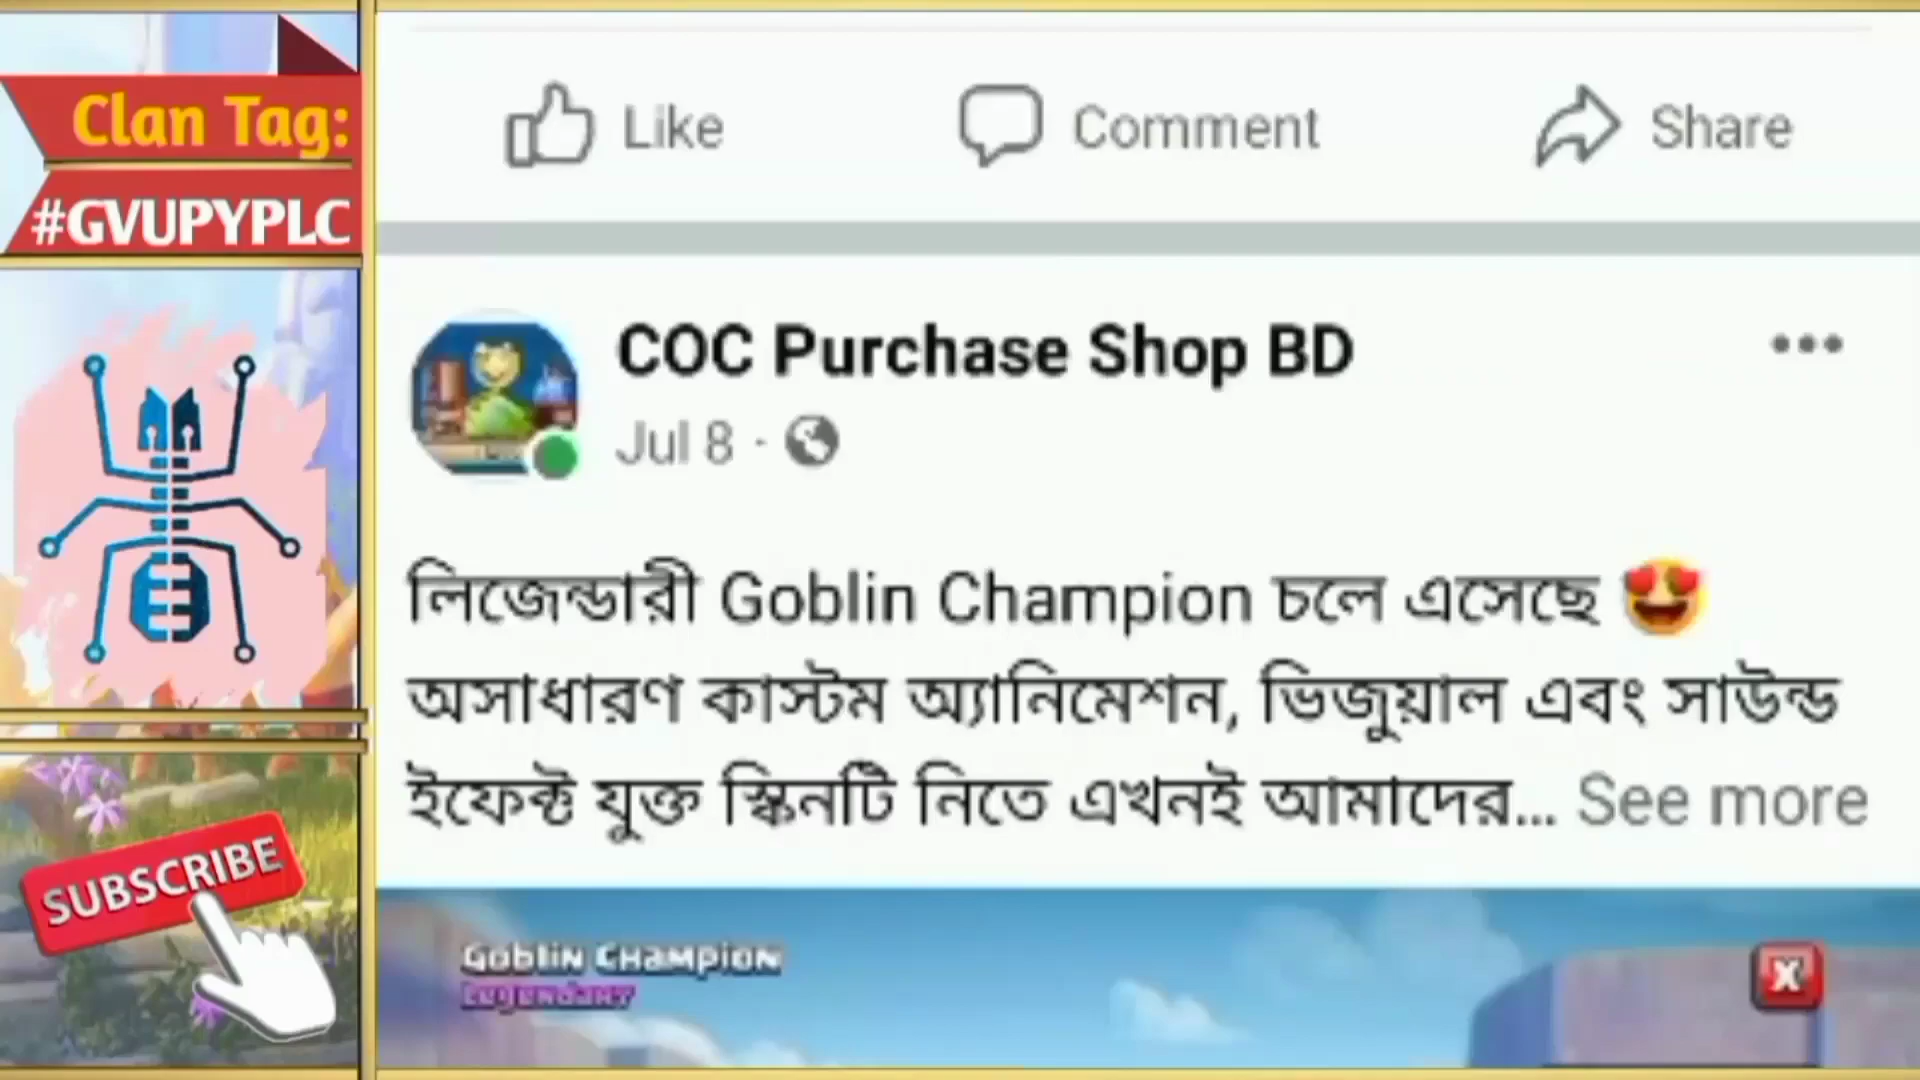 Clan Tag:
#GVUPYPLC
SUBSCRIBE
Like
Comment
Share
COC Purchase Shop BD
Jul 8
লিজেন্ডারী Goblin Champion চলে এসেছে 😍
অসাধারণ কাস্টম অ্যানিমেশন, ভিজুয়াল এবং সাউন্ড
ইফেক্ট যুক্ত স্কিনটি নিতে এখনই আমাদের... See more
Goblin Champion
Legendary
X